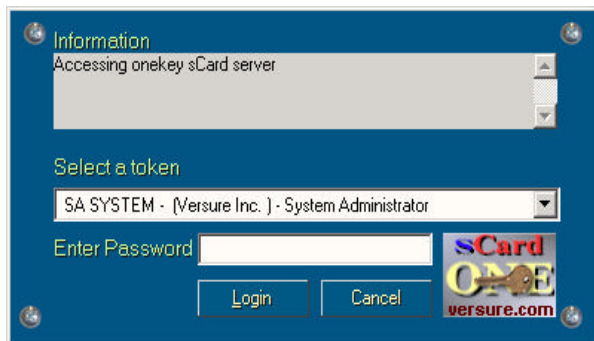 Information
Accessing onekey sCard server
Select a token
SA SYSTEM - (Versure Inc. ) - System Administrator
Enter Password
sCard
ONE
Login
Cancel
versure.com